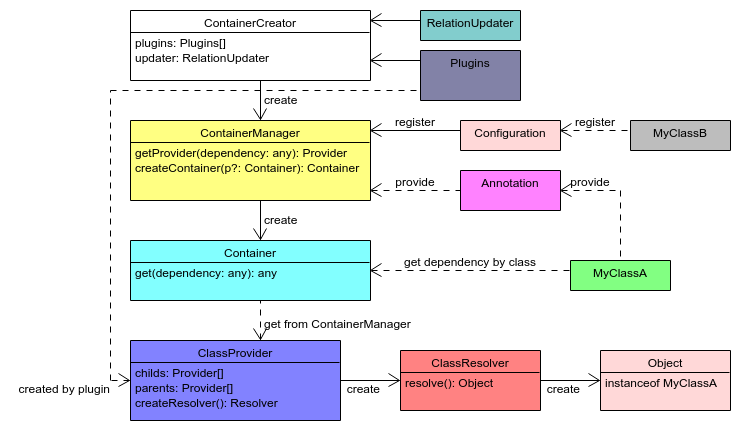 ContainerCreator
plugins: Plugins[]
updater: RelationUpdater
RelationUpdater
Plugins
create
ContainerManager
getProvider(dependency: any): Provider
createContainer(p?: Container): Container
register
Configuration
register
MyClassB
provide
Annotation
provide
create
Container
get(dependency: any): any
get dependency by class
MyClassA
get from ContainerManager
ClassProvider
childs: Provider[]
parents: Provider[]
createResolver(): Resolver
created by plugin
create
ClassResolver
resolve(): Object
create
Object
instanceof MyClassA